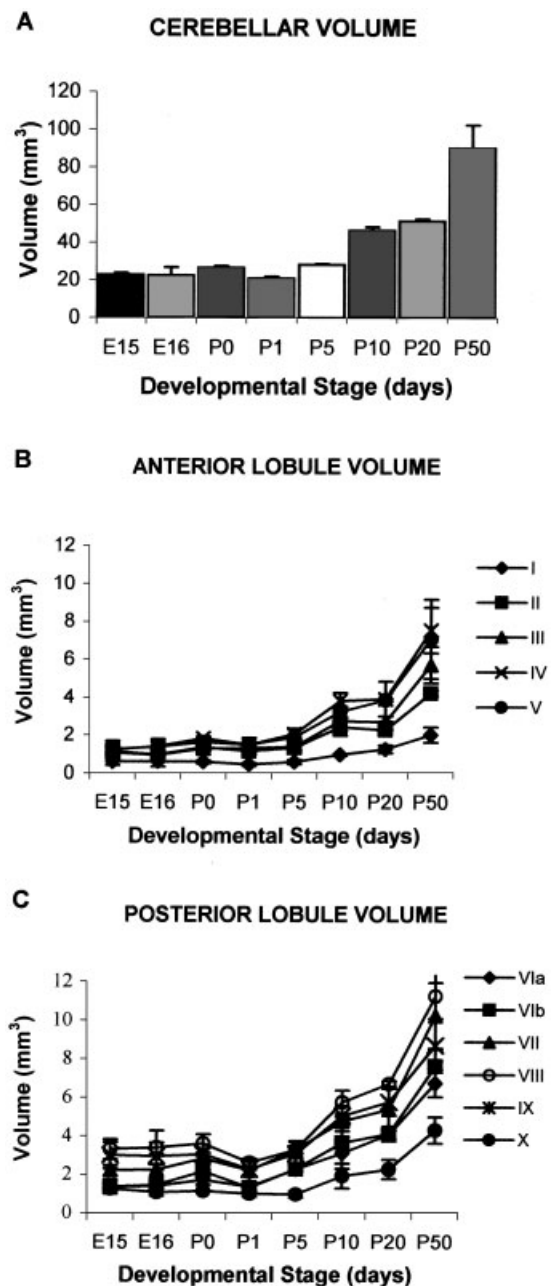 A
CEREBELLAR VOLUME
Volume (mm³)
120
100
80
60
40
20
0
E15 E16 P0 P1 P5 P10 P20 P50
Developmental Stage (days)
B
ANTERIOR LOBULE VOLUME
Volume (mm³)
12
10
8
6
4
2
0
E15 E16 P0 P1 P5 P10 P20 P50
Developmental Stage (days)
I
II
III
IV
V
C
POSTERIOR LOBULE VOLUME
Volume (mm³)
12
10
8
6
4
2
0
E15 E16 P0 P1 P5 P10 P20 P50
Developmental Stage (days)
VIa
VIb
VII
VIII
IX
X